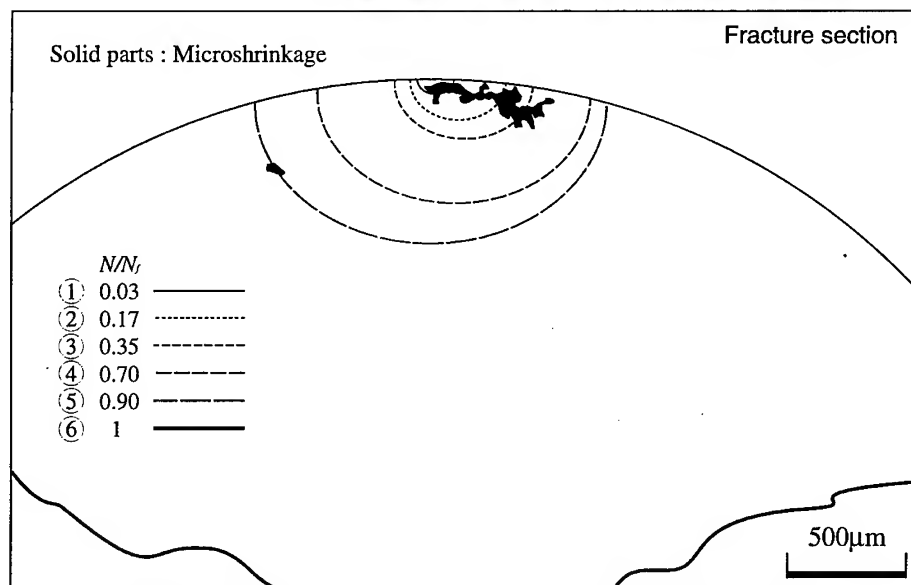 Fracture section
Solid parts : Microshrinkage
N/Nf
① 0.03
② 0.17
③ 0.35
④ 0.70
⑤ 0.90
⑥ 1
500μm